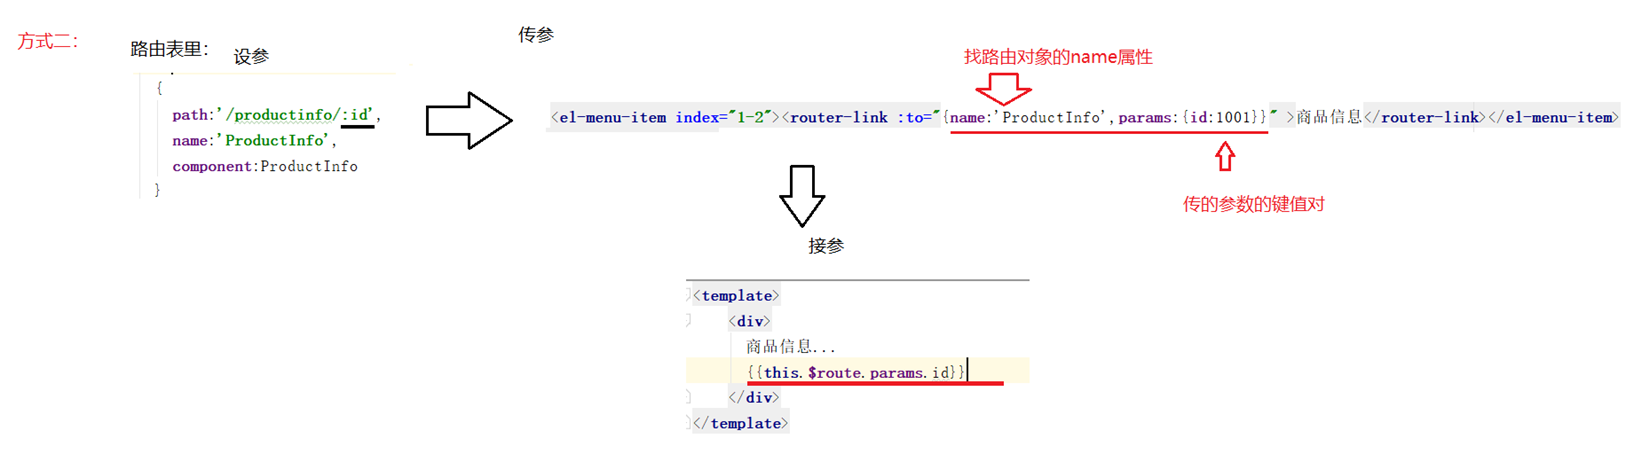 方式二：
路由表里：
设参
{
path:'/productinfo/:id',
name:'ProductInfo',
component:ProductInfo
}
传参
找路由对象的name属性
<el-menu-item index="1-2"><router-link :to="{name:'ProductInfo',params:{id:1001}}" >商品信息</router-link></el-menu-item>
传的参数的键值对
接参
<template>
<div>
商品信息...
{{this.$route.params.id}}
</div>
</template>